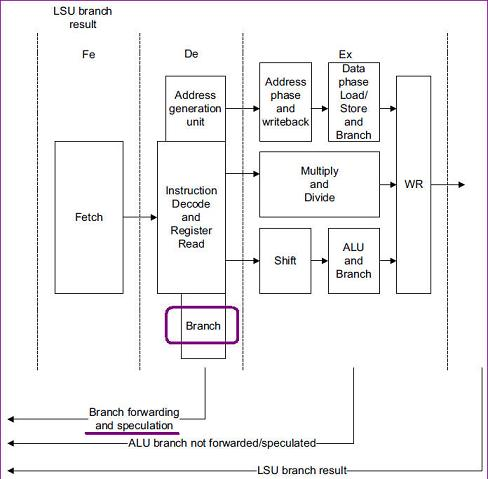 LSU branch
result
Fe
De
Ex
Address
generation
unit
Address
phase
and
writeback
Data
phase
Load/
Store
and
Branch
Fetch
Instruction
Decode
and
Register
Read
Multiply
and
Divide
WR
Shift
ALU
and
Branch
Branch
Branch forwarding
and speculation
ALU branch not forwarded/speculated
LSU branch result